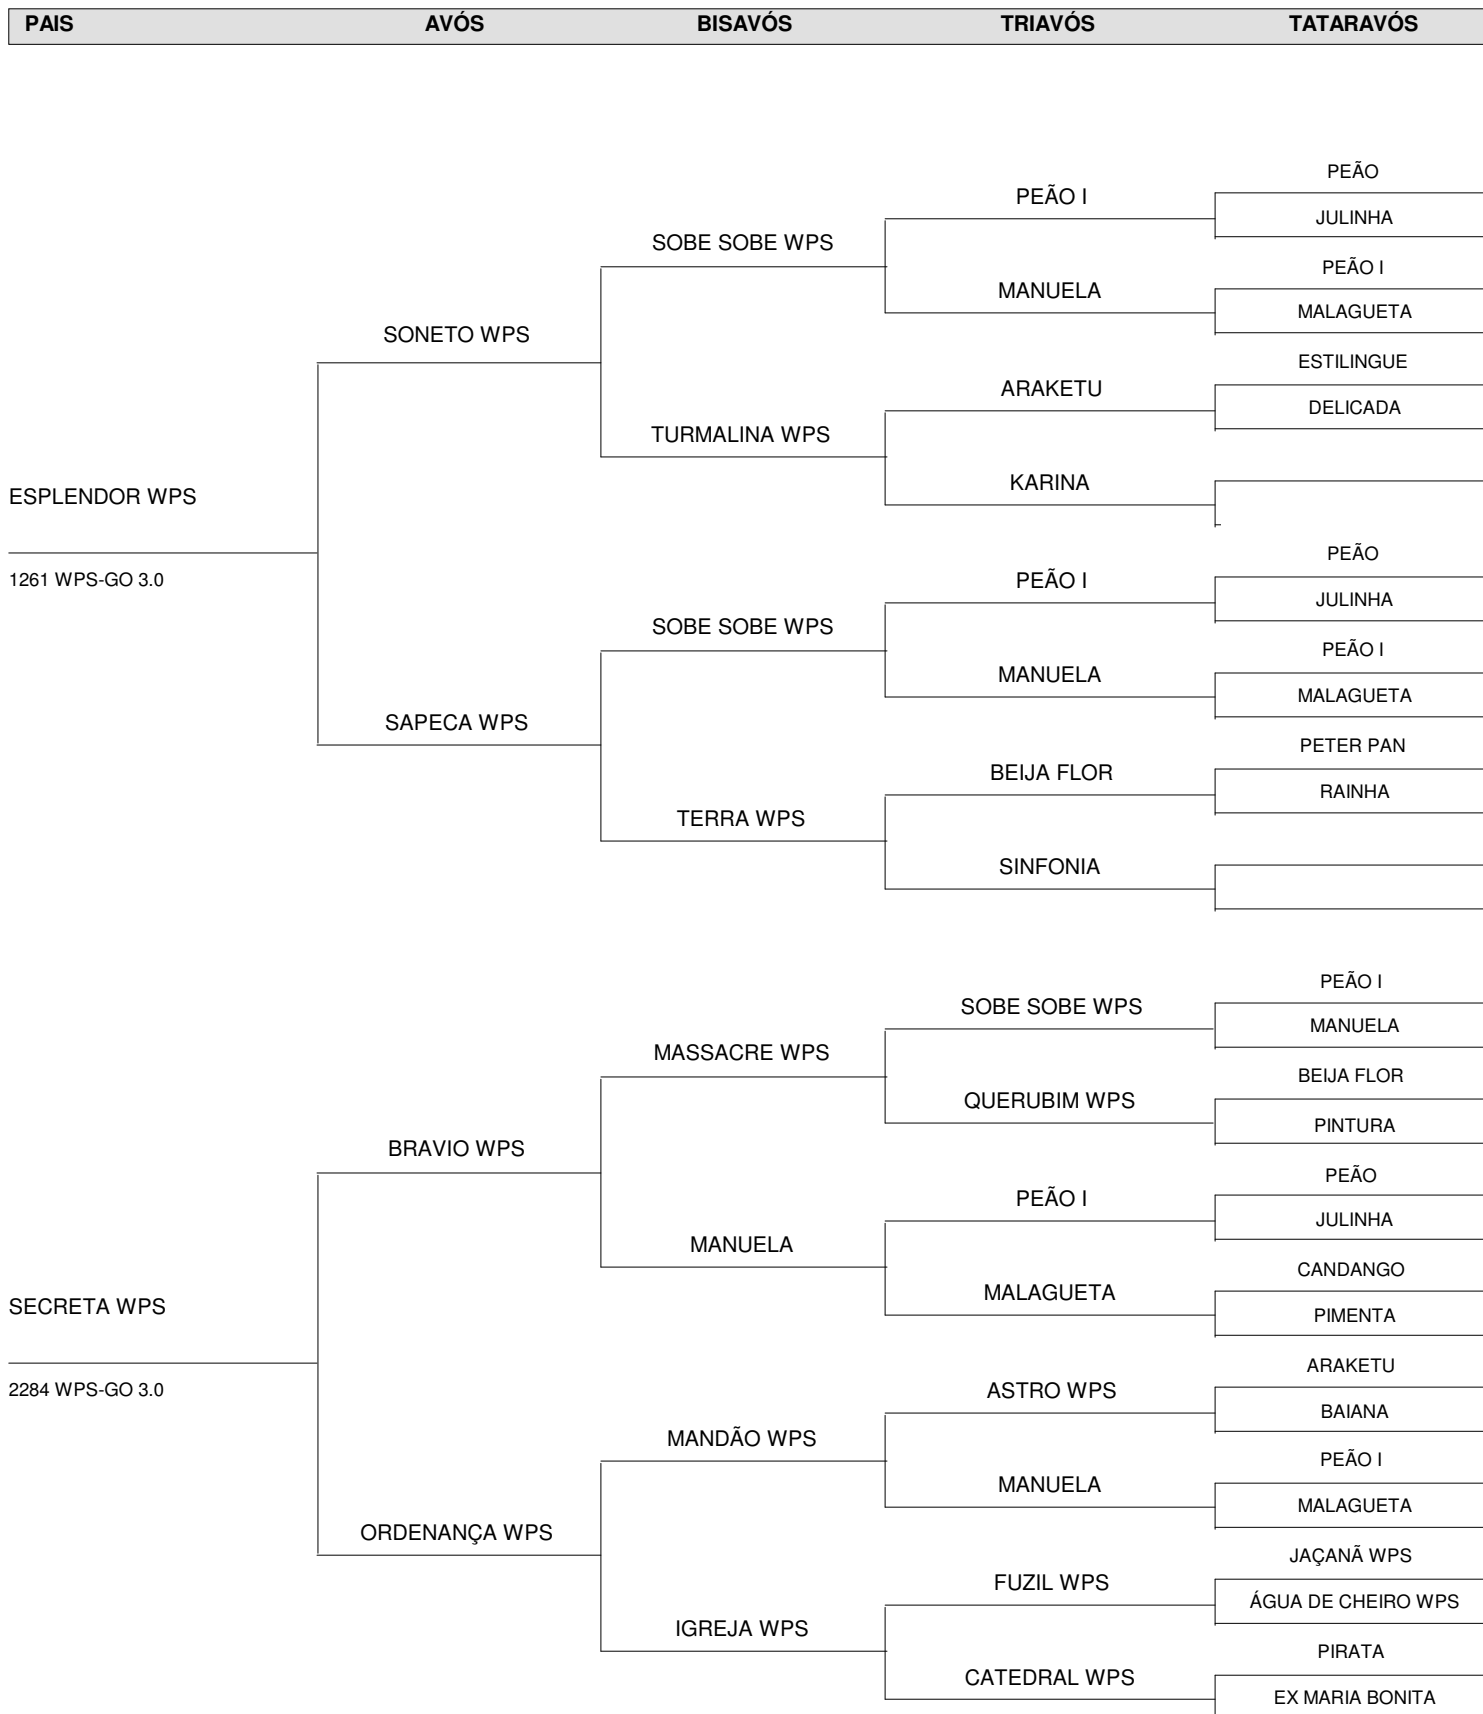 PAIS AVÓS BISAVÓS TRIAVÓS TATARAVÓS
PEÃO
PEÃO I
JULINHA
SOBE SOBE WPS
PEÃO I
MANUELA
MALAGUETA
SONETO WPS
ESTILINGUE
ARAKETU
DELICADA
TURMALINA WPS
KARINA
ESPLENDOR WPS
PEÃO
1261 WPS-GO 3.0
PEÃO I
JULINHA
SOBE SOBE WPS
PEÃO I
MANUELA
MALAGUETA
SAPECA WPS
PETER PAN
BEIJA FLOR
RAINHA
TERRA WPS
SINFONIA
PEÃO I
SOBE SOBE WPS
MANUELA
MASSACRE WPS
BEIJA FLOR
QUERUBIM WPS
PINTURA
BRAVIO WPS
PEÃO
PEÃO I
JULINHA
MANUELA
CANDANGO
MALAGUETA
SECRETA WPS
PIMENTA
ARAKETU
2284 WPS-GO 3.0
ASTRO WPS
BAIANA
MANDÃO WPS
PEÃO I
MANUELA
MALAGUETA
ORDENANÇA WPS
JAÇANÃ WPS
FUZIL WPS
ÁGUA DE CHEIRO WPS
IGREJA WPS
PIRATA
CATEDRAL WPS
EX MARIA BONITA